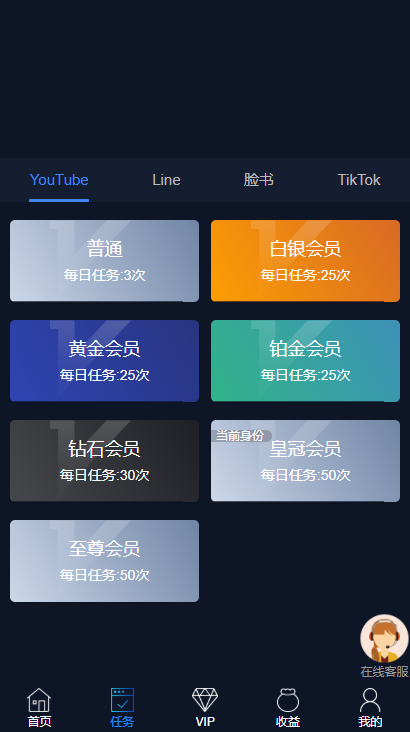 YouTube
Line
脸书
TikTok
普通
每日任务:3次
白银会员
每日任务:25次
黄金会员
每日任务:25次
铂金会员
每日任务:25次
钻石会员
每日任务:30次
当前身份
皇冠会员
每日任务:50次
至尊会员
每日任务:50次
在线客服
首页
任务
VIP
收益
我的